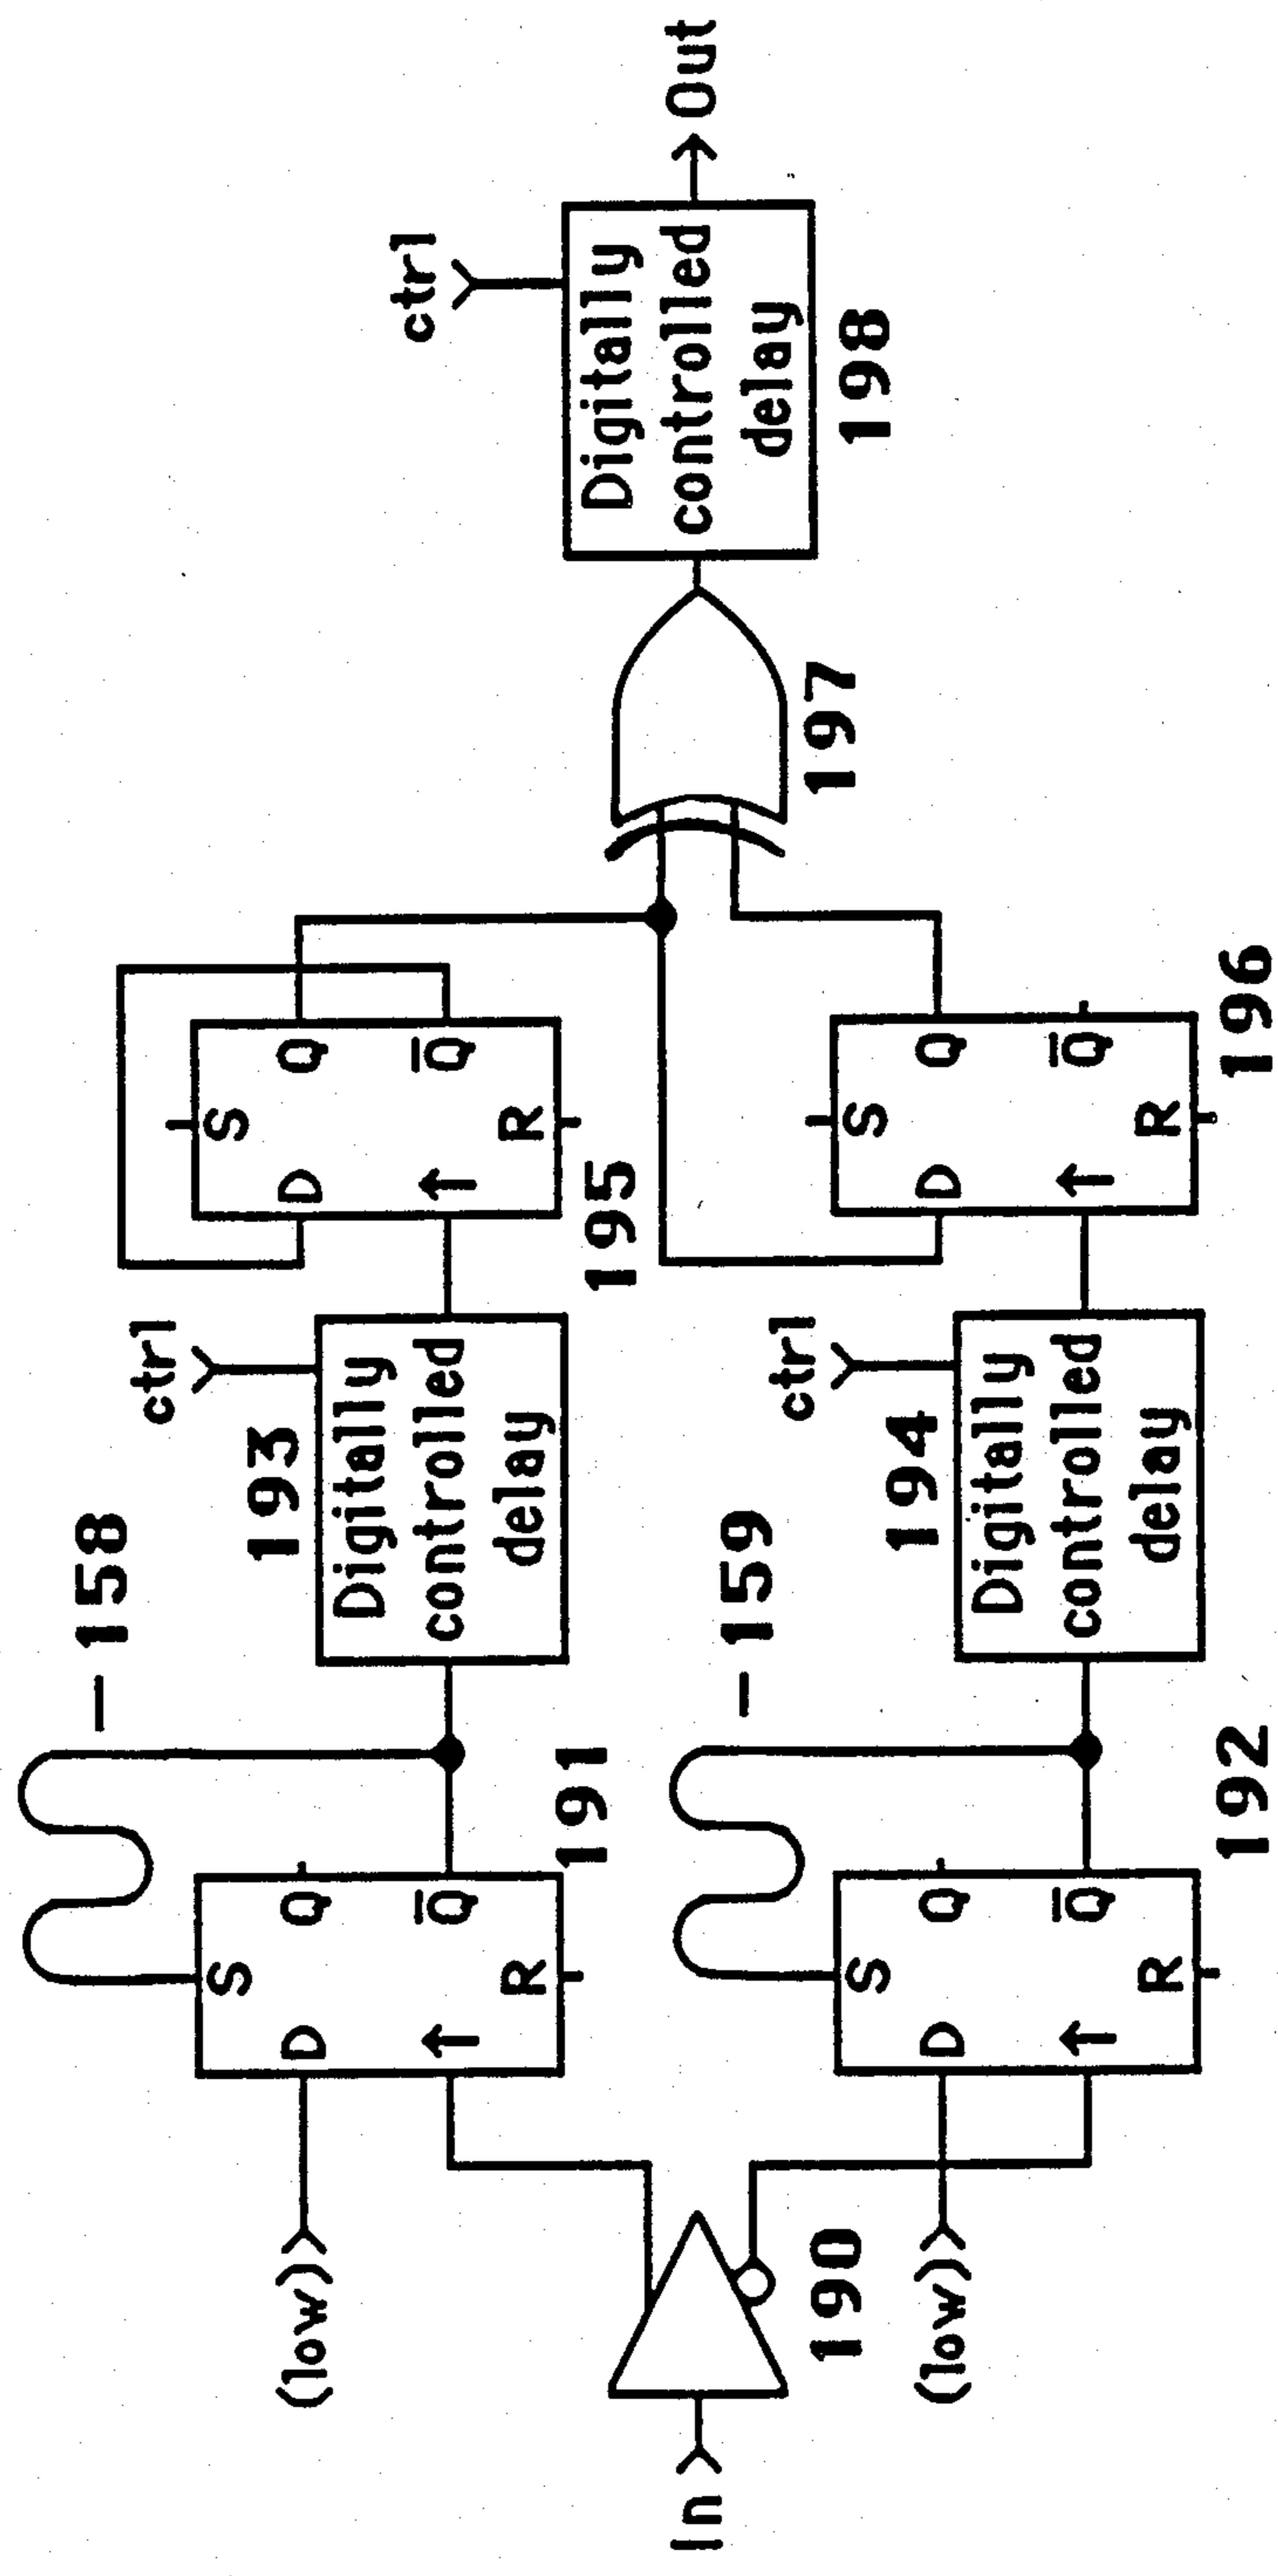 (low)
D
S
Q
Q̅
R
↑
191
158
ctrl
193
Digitally
controlled
delay
D
S
Q
Q̅
R
↑
195
In
190
197
ctrl
Digitally
controlled
delay
198
Out
(low)
D
S
Q
Q̅
R
↑
192
159
ctrl
194
Digitally
controlled
delay
D
S
Q
Q̅
R
↑
196